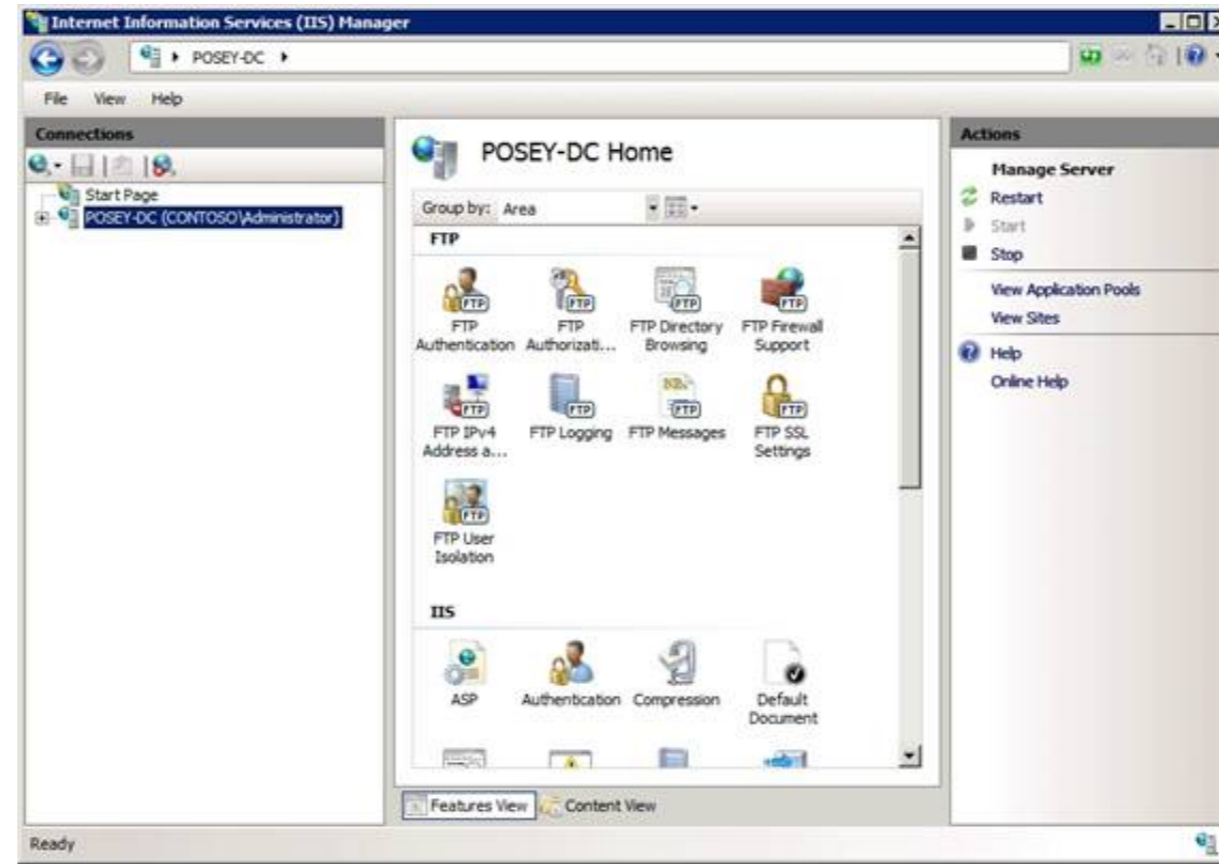 Internet Information Services (IIS) Manager
POSEY-DC
File View Help
Connections
Start Page
POSEY-DC (CONTOSO\Administrator)
POSEY-DC Home
Group by: Area
FTP
FTP FTP FTP FTP
FTP Authentication
FTP Authorizati...
FTP Directory Browsing
FTP Firewall Support
FTP FTP FTP FTP
FTP IPv4 Address a...
FTP Logging
FTP Messages
FTP SSL Settings
FTP
FTP User Isolation
IIS
ASP
Authentication
Compression
Default Document
Features View
Content View
Actions
Manage Server
Restart
Start
Stop
View Application Pools
View Sites
Help
Online Help
Ready